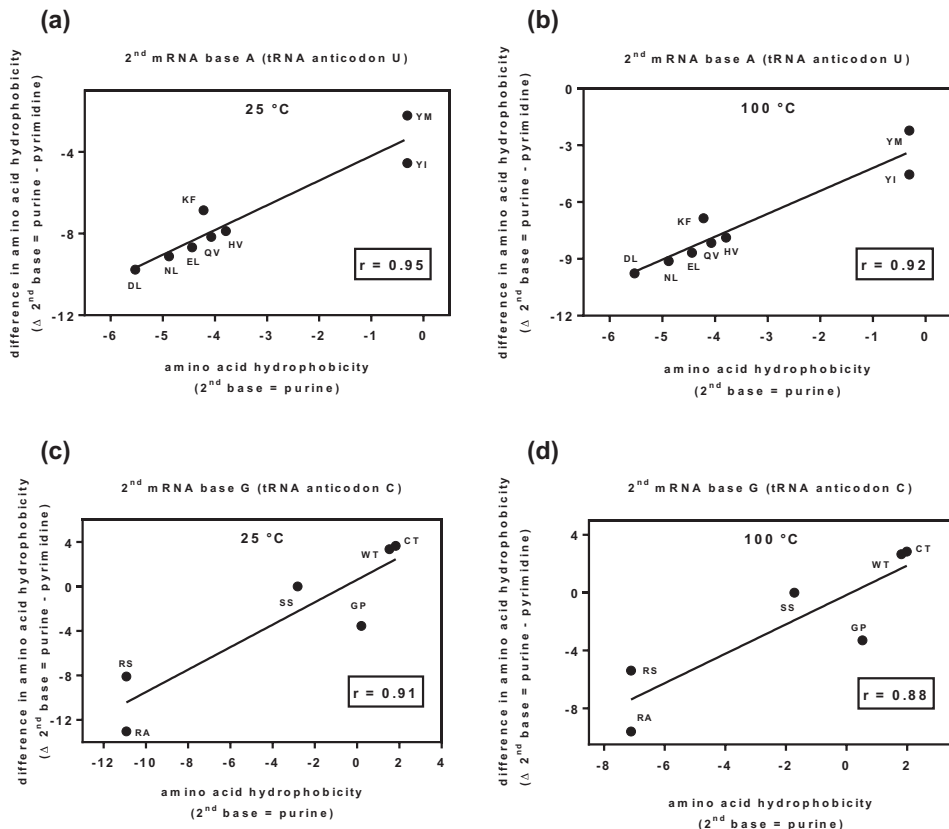 (a)
2nd mRNA base A (tRNA anticodon U)
difference in amino acid hydrophobicity
(Δ 2nd base = purine - pyrimidine)
25 °C
-4
-8
-12
YM
YI
KF
HV
QV
EL
NL
DL
r = 0.95
-6 -5 -4 -3 -2 -1 0
amino acid hydrophobicity
(2nd base = purine)
(b)
2nd mRNA base A (tRNA anticodon U)
difference in amino acid hydrophobicity
(Δ 2nd base = purine - pyrimidine)
100 °C
0
-3
-6
-9
-12
YM
YI
KF
HV
QV
EL
NL
DL
r = 0.92
-6 -5 -4 -3 -2 -1 0
amino acid hydrophobicity
(2nd base = purine)
(c)
2nd mRNA base G (tRNA anticodon C)
difference in amino acid hydrophobicity
(Δ 2nd base = purine - pyrimidine)
25 °C
4
0
-4
-8
-12
CT
WT
SS
GP
RS
RA
r = 0.91
-12 -10 -8 -6 -4 -2 0 2 4
amino acid hydrophobicity
(2nd base = purine)
(d)
2nd mRNA base G (tRNA anticodon C)
difference in amino acid hydrophobicity
(Δ 2nd base = purine - pyrimidine)
100 °C
4
0
-4
-8
CT
WT
SS
GP
RS
RA
r = 0.88
-8 -6 -4 -2 0 2
amino acid hydrophobicity
(2nd base = purine)